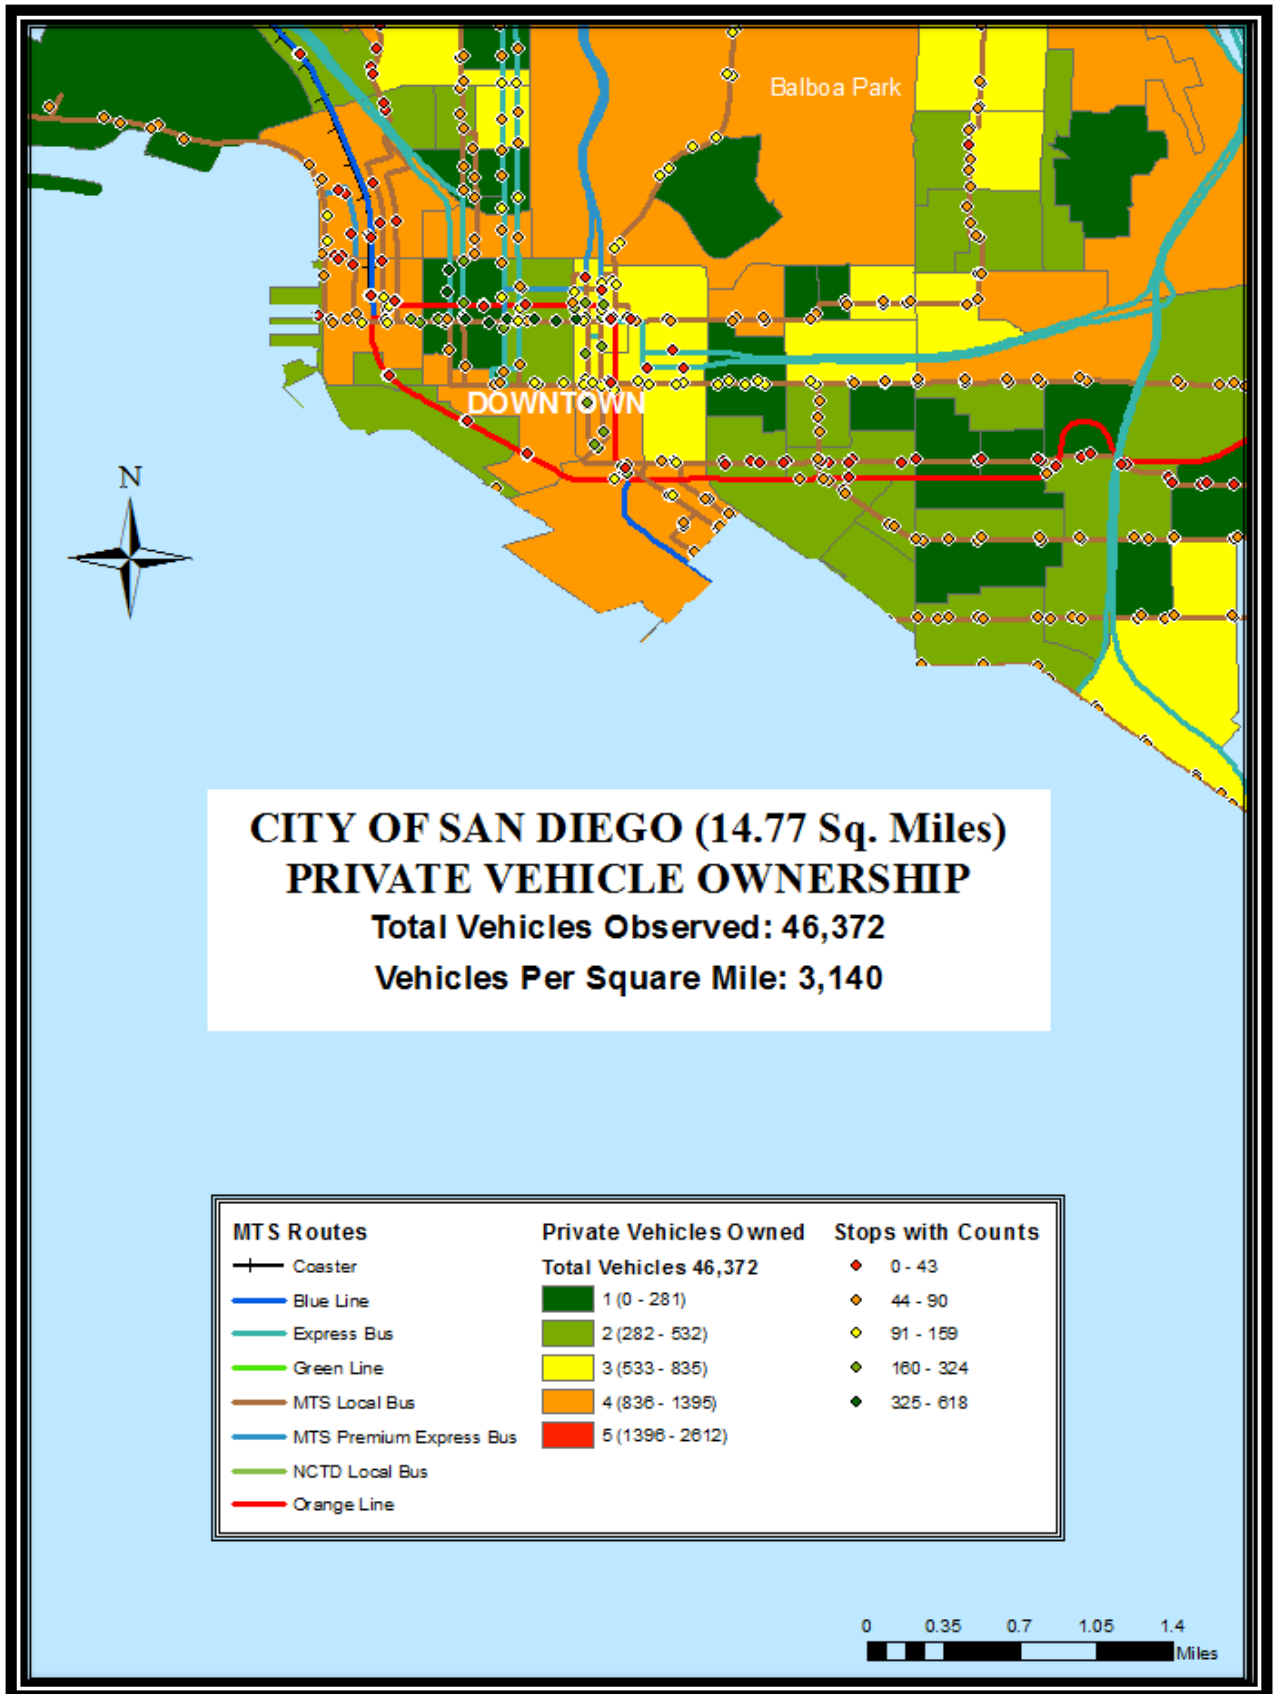 Balboa Park
DOWNTOWN
N
CITY OF SAN DIEGO (14.77 Sq. Miles)
PRIVATE VEHICLE OWNERSHIP
Total Vehicles Observed: 46,372
Vehicles Per Square Mile: 3,140
MTS Routes
Coaster
Blue Line
Express Bus
Green Line
MTS Local Bus
MTS Premium Express Bus
NCTD Local Bus
Orange Line
Private Vehicles Owned
Total Vehicles 46,372
1 (0 - 281)
2 (282 - 532)
3 (533 - 835)
4 (836 - 1395)
5 (1396 - 2612)
Stops with Counts
0 - 43
44 - 90
91 - 159
160 - 324
325 - 618
0 0.35 0.7 1.05 1.4
Miles